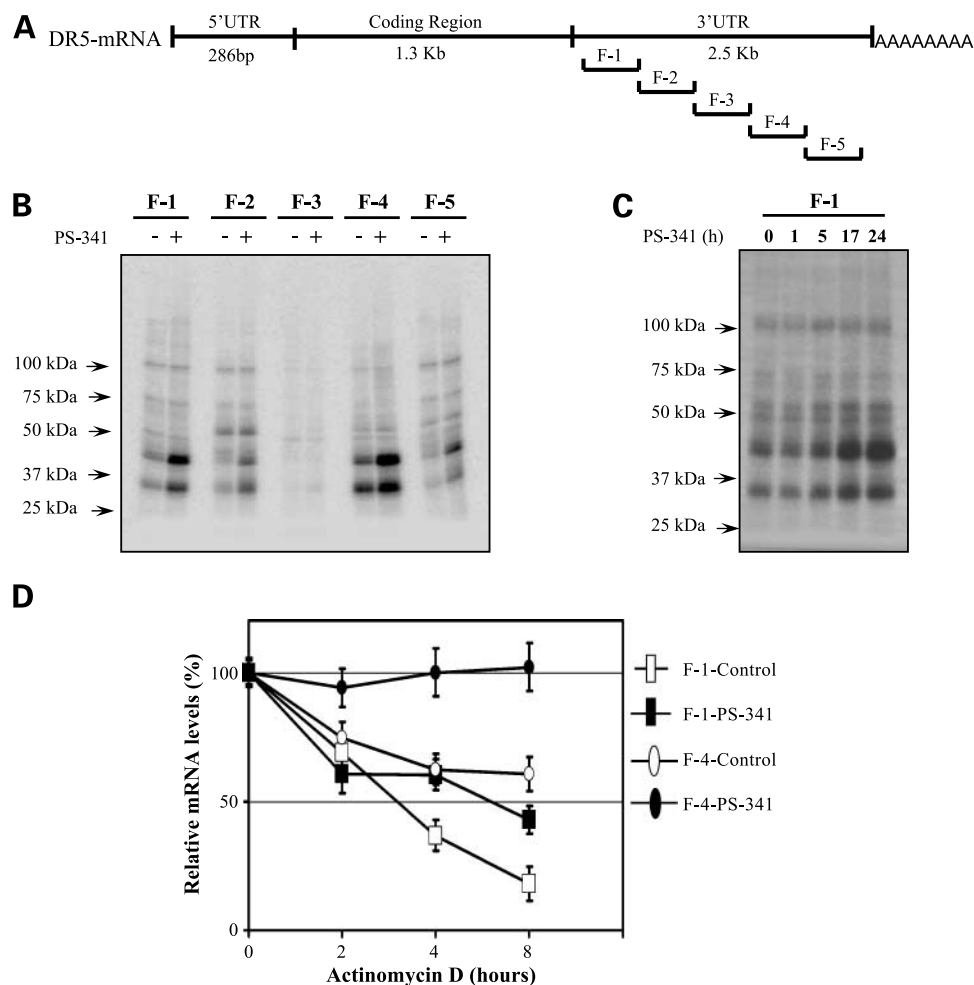 A
DR5-mRNA
5’UTR Coding Region 3’UTR
286bp 1.3 Kb 2.5 Kb
AAAAAAAA
F-1
F-2
F-3
F-4
F-5
B
F-1 F-2 F-3 F-4 F-5
PS-341 - + - + - + - + - +
100 kDa
75 kDa
50 kDa
37 kDa
25 kDa
C
F-1
PS-341 (h) 0 1 5 17 24
100 kDa
75 kDa
50 kDa
37 kDa
25 kDa
D
Relative mRNA levels (%)
100
50
0
0 2 4 8
Actinomycin D (hours)
F-1-Control
F-1-PS-341
F-4-Control
F-4-PS-341